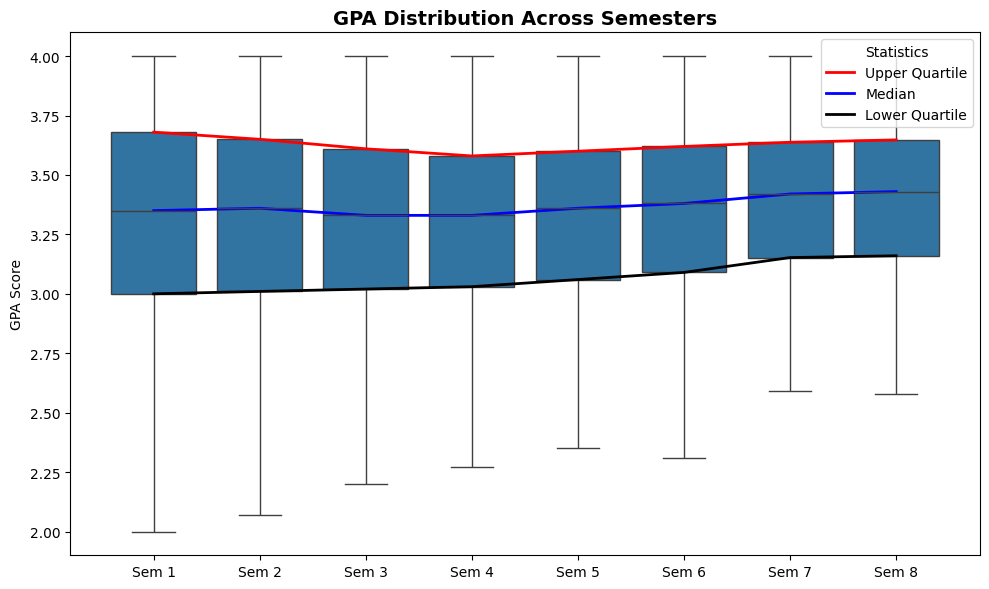 GPA Distribution Across Semesters
Statistics
Upper Quartile
Median
Lower Quartile
GPA Score
4.00
3.75
3.50
3.25
3.00
2.75
2.50
2.25
2.00
Sem 1 Sem 2 Sem 3 Sem 4 Sem 5 Sem 6 Sem 7 Sem 8